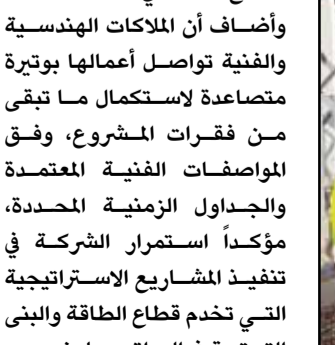 وأضاف أن الملاكات الهندسية
والفنية تواصل أعمالها بوتيرة
متصاعدة لاستكمال ما تبقى
من فقرات المشروع، وفق
المواصفات الفنية المعتمدة
والجداول الزمنية المحددة،
مؤكداً استمرار الشركة في
تنفيذ المشاريع الاستراتيجية
التي تخدم قطاع الطاقة والبنى